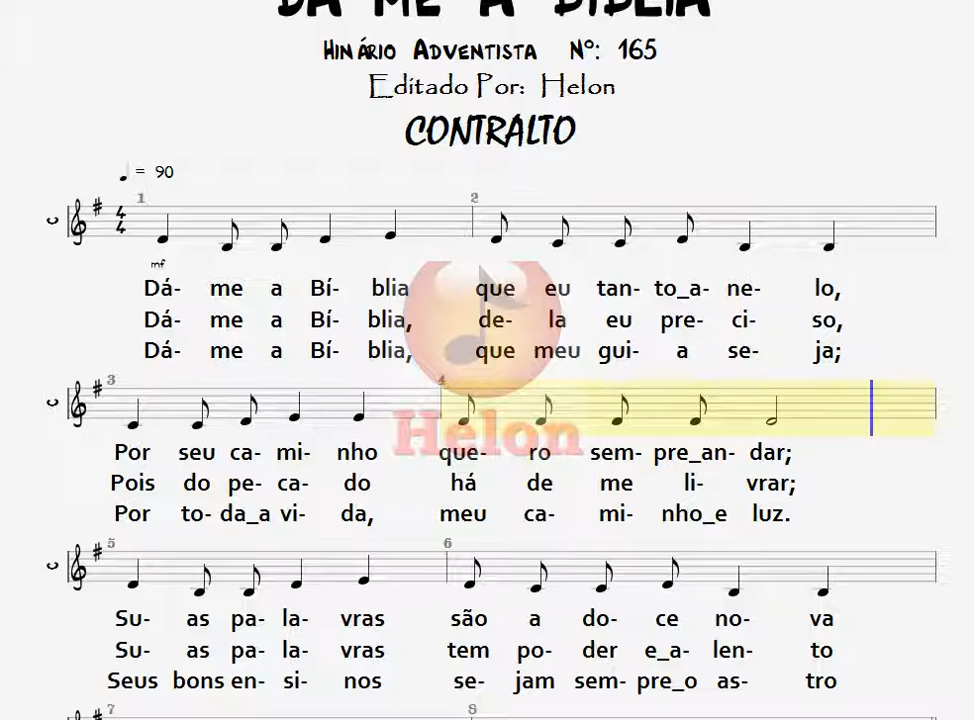 DÁ ME A BÍBLIA
Hinário Adventista Nº: 165
Editado Por: Helon
CONTRALTO
= 90
1 2
C
4
4
mf
Dá- me a Bí- blia que eu tan- to_a- ne- lo,
Dá- me a Bí- blia, de- la eu pre- ci- so,
Dá- me a Bí- blia, que meu gui- a se- ja;
3 4
C
Por seu ca- mi- nho que- ro sem- pre_an- dar;
Pois do pe- ca- do há de me li- vrar;
Por to- da_a vi- da, meu ca- mi- nho_e luz.
Helon
5 6
C
Su- as pa- la- vras são a do- ce no- va
Su- as pa- la- vras tem po- der e_a- len- to
Seus bons en- si- nos se- jam sem- pre_o as- tro
7 8